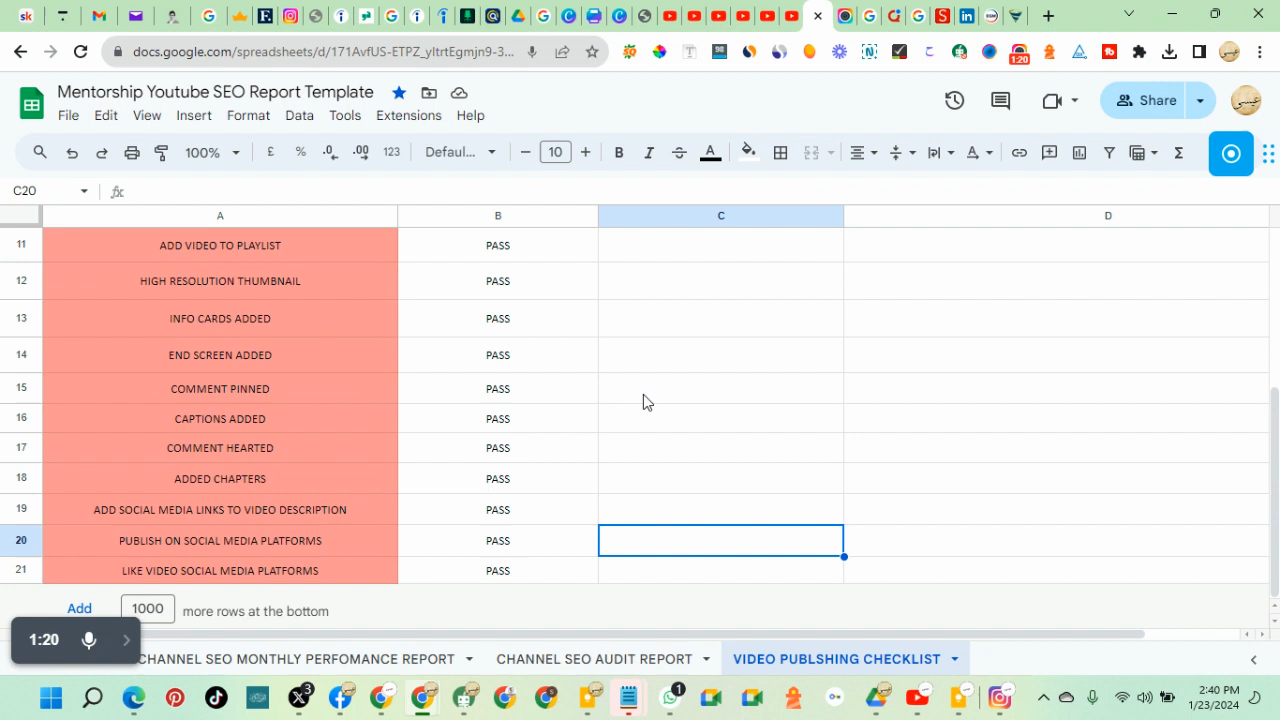 docs.google.com/spreadsheets/d/171AvfUS-ETPZ_yltrtEqmjn9-3...
1:20
Mentorship Youtube SEO Report Template
File Edit View Insert Format Data Tools Extensions Help
Share
100% £ % .0 .00 123 Defaul... 10
C20 fx
A B C D
11 ADD VIDEO TO PLAYLIST PASS
12 HIGH RESOLUTION THUMBNAIL PASS
13 INFO CARDS ADDED PASS
14 END SCREEN ADDED PASS
15 COMMENT PINNED PASS
16 CAPTIONS ADDED PASS
17 COMMENT HEARTED PASS
18 ADDED CHAPTERS PASS
19 ADD SOCIAL MEDIA LINKS TO VIDEO DESCRIPTION PASS
20 PUBLISH ON SOCIAL MEDIA PLATFORMS PASS
21 LIKE VIDEO SOCIAL MEDIA PLATFORMS PASS
Add 1000 more rows at the bottom
1:20
CHANNEL SEO MONTHLY PERFOMANCE REPORT CHANNEL SEO AUDIT REPORT VIDEO PUBLSHING CHECKLIST
3 1
2:40 PM
1/23/2024